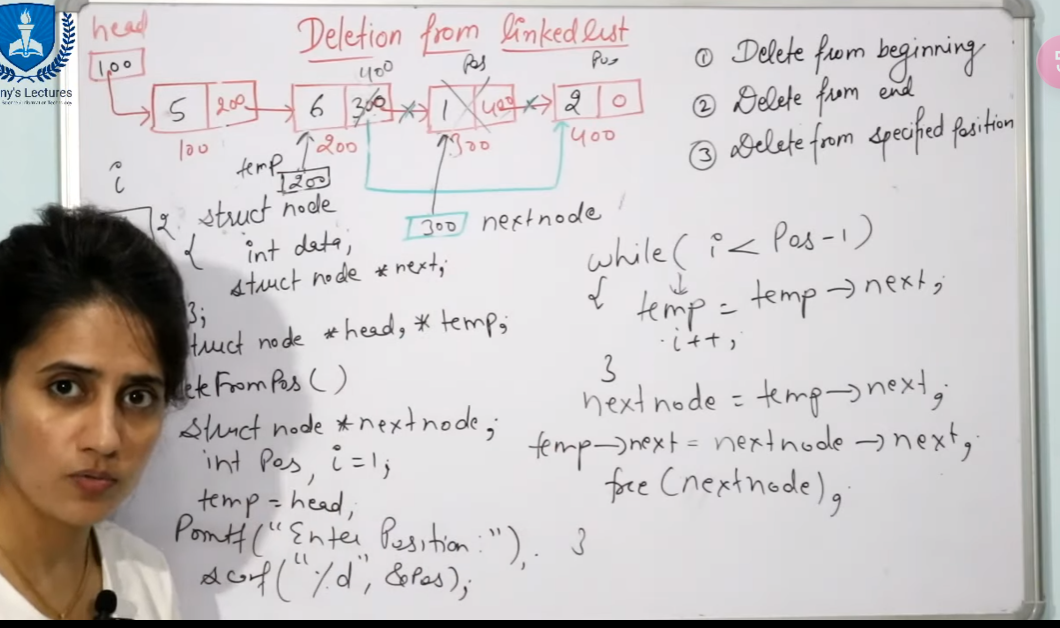 head
Deletion from linked list
100
ny's Lectures
400
Pos
Pos
5 200
6 300
1 400
2 0
100
200
300
400
temp
200
i
2
300 nextnode
① Delete from beginning
② Delete from end
③ Delete from specified position
struct node
{ int data;
struct node *next;
};
truct node *head, *temp;
eteFromPos()
struct node *nextnode;
int Pos, i=1;
temp = head;
Printf("Enter Position:");
scanf("%d", &Pos);
while( i < Pos-1)
{ temp = temp→next;
i++;
}
nextnode = temp→next;
temp→next = nextnode→next;
free(nextnode);
}